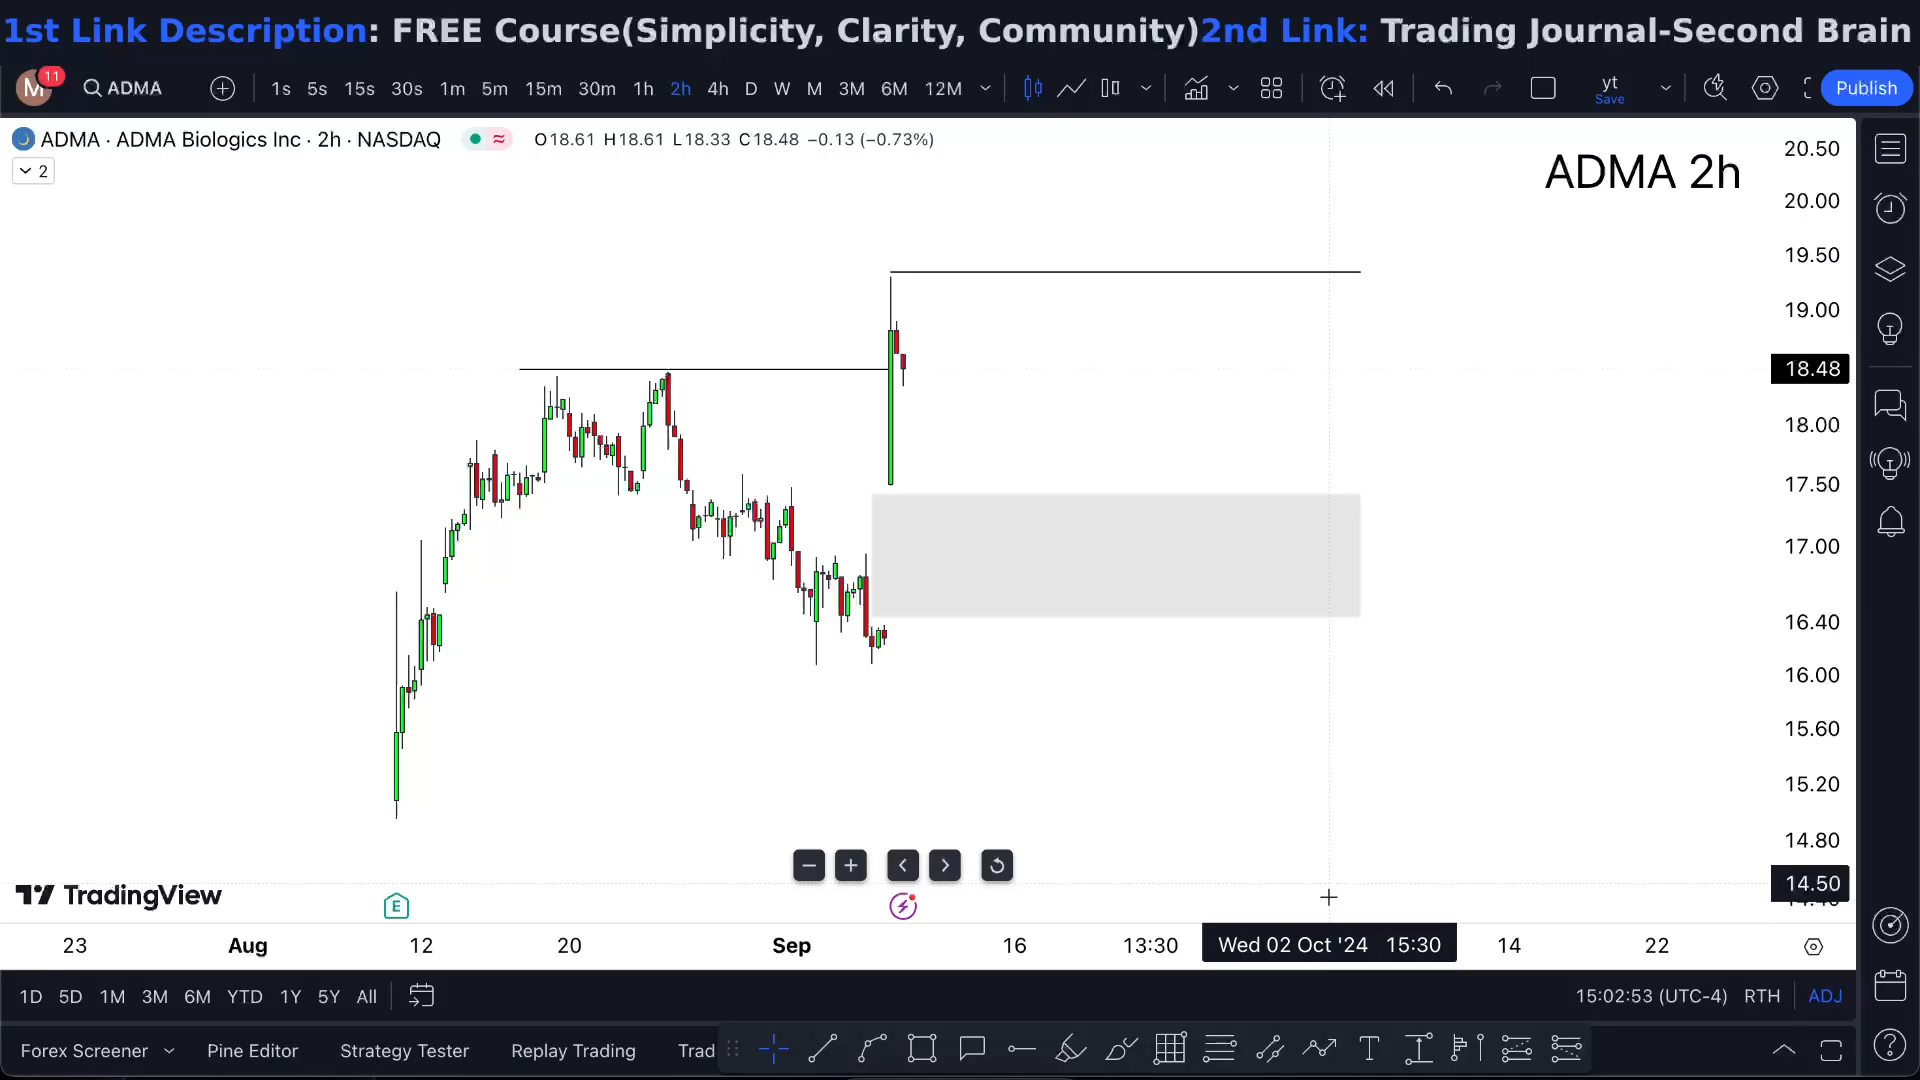 1st Link Description: FREE Course(Simplicity, Clarity, Community)2nd Link: Trading Journal-Second Brain
M 11 ADMA 1s 5s 15s 30s 1m 5m 15m 30m 1h 2h 4h D W M 3M 6M 12M yt Save Publish
ADMA · ADMA Biologics Inc · 2h · NASDAQ O18.61 H18.61 L18.33 C18.48 −0.13 (−0.73%)
2
ADMA 2h
20.50
20.00
19.50
19.00
18.48
18.00
17.50
17.00
16.40
16.00
15.60
15.20
14.80
14.50
TradingView
E
23 Aug 12 20 Sep 16 13:30 Wed 02 Oct '24 15:30 14 22
1D 5D 1M 3M 6M YTD 1Y 5Y All 15:02:53 (UTC-4) RTH ADJ
Forex Screener Pine Editor Strategy Tester Replay Trading Trad